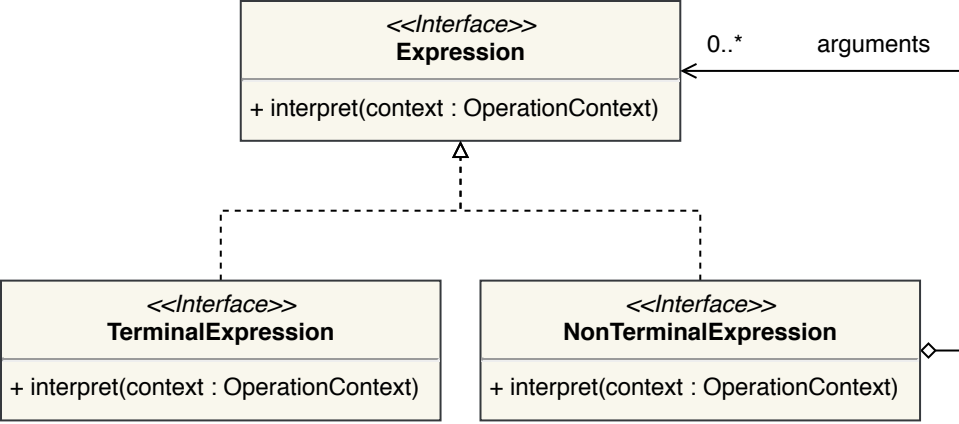 <<Interface>>
Expression
0..* arguments
+ interpret(context : OperationContext)
<<Interface>>
TerminalExpression
+ interpret(context : OperationContext)
<<Interface>>
NonTerminalExpression
+ interpret(context : OperationContext)